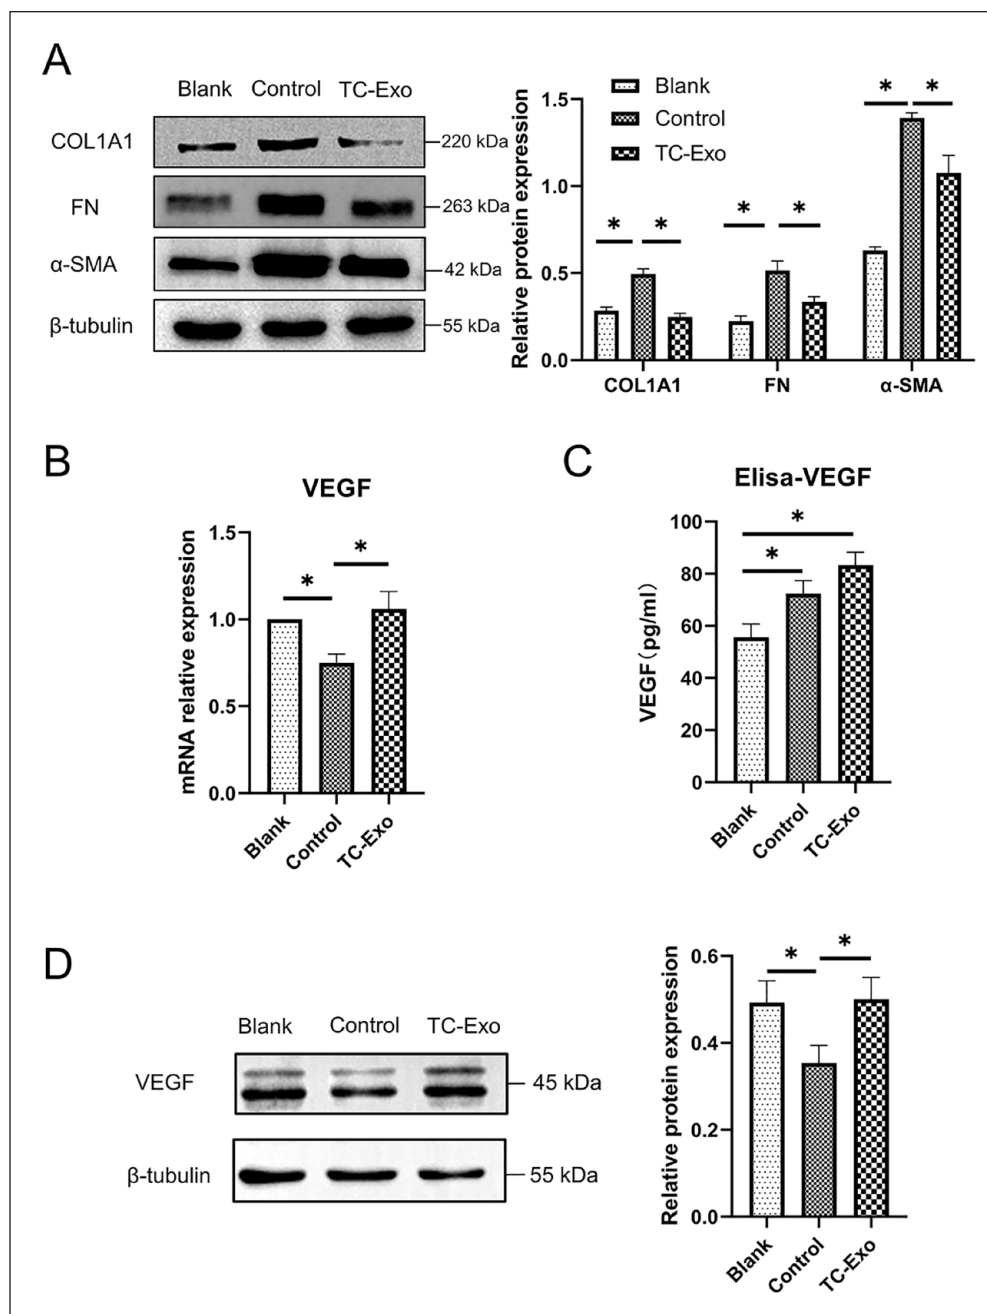 A
Blank Control TC-Exo
COL1A1
220 kDa
FN
263 kDa
α-SMA
42 kDa
β-tubulin
55 kDa
Blank
Control
TC-Exo
Relative protein expression
1.5
1.0
0.5
0.0
* * * * * *
COL1A1 FN α-SMA
B
VEGF
mRNA relative expression
1.5
1.0
0.5
0.0
* *
Blank Control TC-Exo
C
Elisa-VEGF
VEGF(pg/ml)
100
80
60
40
20
0
*
*
Blank Control TC-Exo
D
Blank Control TC-Exo
VEGF
45 kDa
β-tubulin
55 kDa
Relative protein expression
0.6
0.4
0.2
0.0
* *
Blank Control TC-Exo